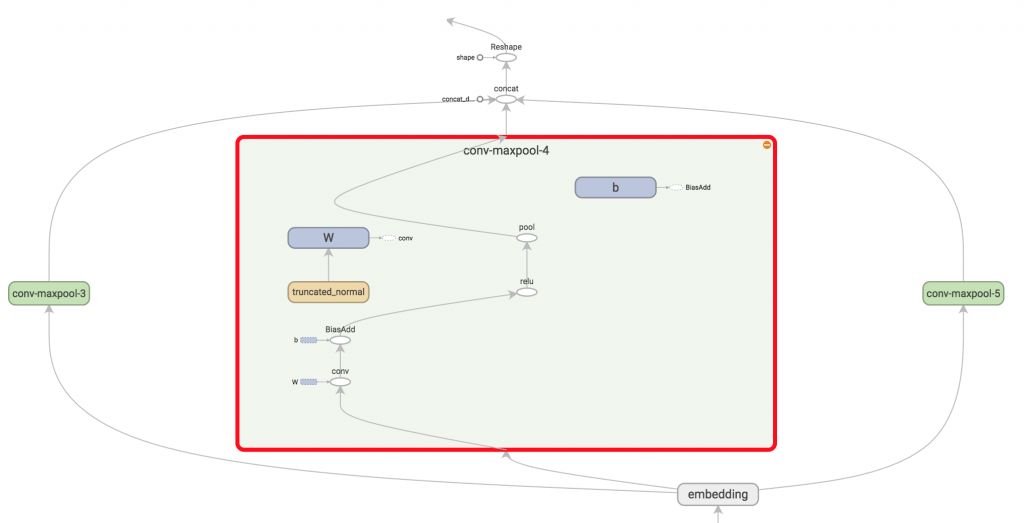 Reshape
shape
concat
concat_d...
conv-maxpool-4
b
BiasAdd
pool
W
conv
relu
truncated_normal
conv-maxpool-3
conv-maxpool-5
BiasAdd
b
conv
W
embedding